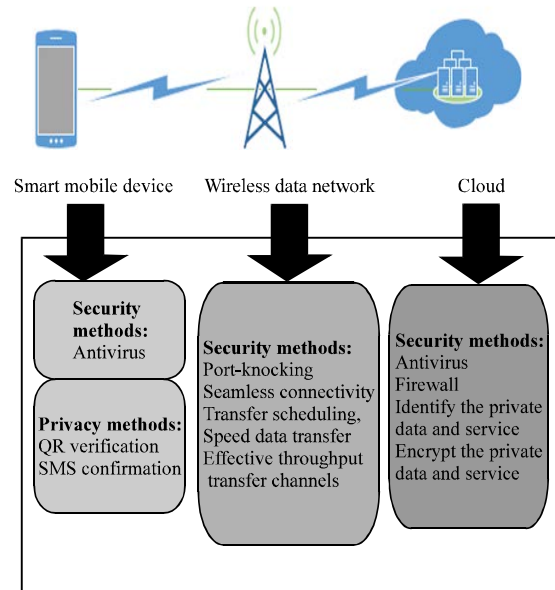 Smart mobile device
Wireless data network
Cloud
Security
methods:
Antivirus
Privacy methods:
QR verification
SMS confirmation
Security methods:
Port-knocking
Seamless connectivity
Transfer scheduling,
Speed data transfer
Effective throughput
transfer channels
Security methods:
Antivirus
Firewall
Identify the private
data and service
Encrypt the private
data and service